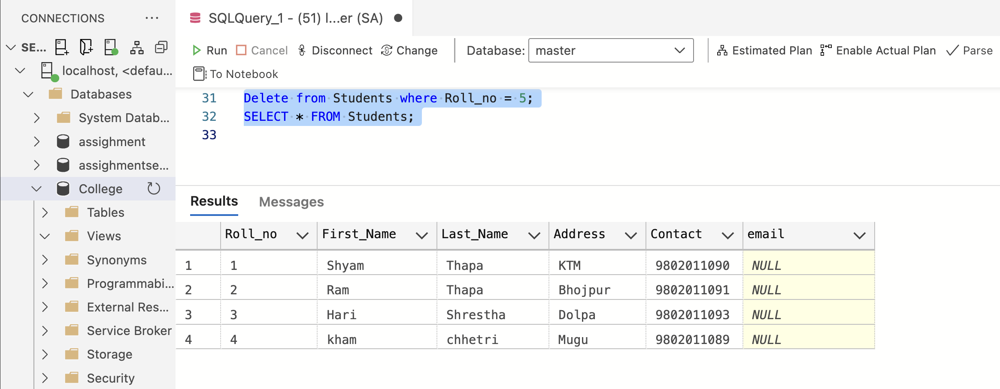 CONNECTIONS ...
SE...
localhost, <defau...
Databases
System Datab...
assighment
assighmentse...
College
Tables
Views
Synonyms
Programmabi...
External Res...
Service Broker
Storage
Security
SQLQuery_1 - (51) l...er (SA)
Run Cancel Disconnect Change Database: master Estimated Plan Enable Actual Plan Parse
To Notebook
31 Delete from Students where Roll_no = 5;
32 SELECT * FROM Students;
33
Results Messages
Roll_no First_Name Last_Name Address Contact email
1 1 Shyam Thapa KTM 9802011090 NULL
2 2 Ram Thapa Bhojpur 9802011091 NULL
3 3 Hari Shrestha Dolpa 9802011093 NULL
4 4 kham chhetri Mugu 9802011089 NULL